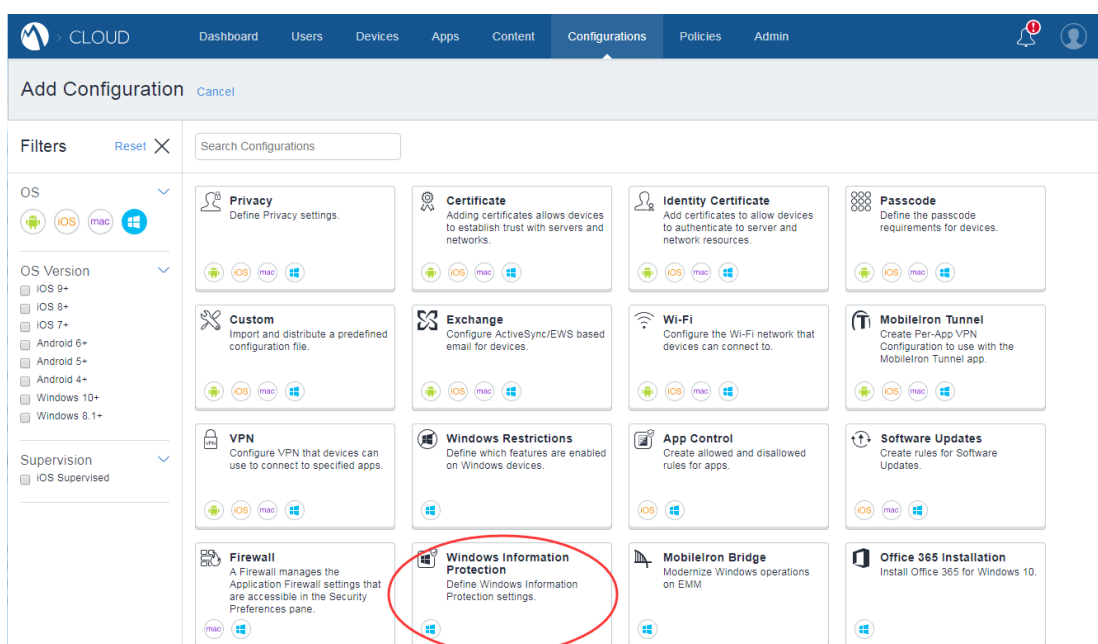 CLOUD
Dashboard
Users
Devices
Apps
Content
Configurations
Policies
Admin
Add Configuration
Cancel
Filters
Reset
Search Configurations
OS
iOS
mac
OS Version
iOS 9+
iOS 8+
iOS 7+
Android 6+
Android 5+
Android 4+
Windows 10+
Windows 8.1+
Supervision
iOS Supervised
Privacy
Define Privacy settings.
iOS
mac
Certificate
Adding certificates allows devices
to establish trust with servers and
networks.
iOS
mac
Identity Certificate
Add certificates to allow devices
to authenticate to server and
network resources.
iOS
mac
Passcode
Define the passcode
requirements for devices.
iOS
mac
Custom
Import and distribute a predefined
configuration file.
iOS
mac
Exchange
Configure ActiveSync/EWS based
email for devices.
iOS
mac
Wi-Fi
Configure the Wi-Fi network that
devices can connect to.
iOS
mac
MobileIron Tunnel
Create Per-App VPN
Configuration to use with the
MobileIron Tunnel app.
iOS
mac
VPN
VPN
Configure VPN that devices can
use to connect to specified apps.
iOS
mac
Windows Restrictions
Define which features are enabled
on Windows devices.
App Control
Create allowed and disallowed
rules for apps.
iOS
Software Updates
Create rules for Software
Updates.
iOS
mac
Firewall
A Firewall manages the
Application Firewall settings that
are accessible in the Security
Preferences pane.
mac
Windows Information
Protection
Define Windows Information
Protection settings.
MobileIron Bridge
Modernize Windows operations
on EMM
Office 365 Installation
Install Office 365 for Windows 10.